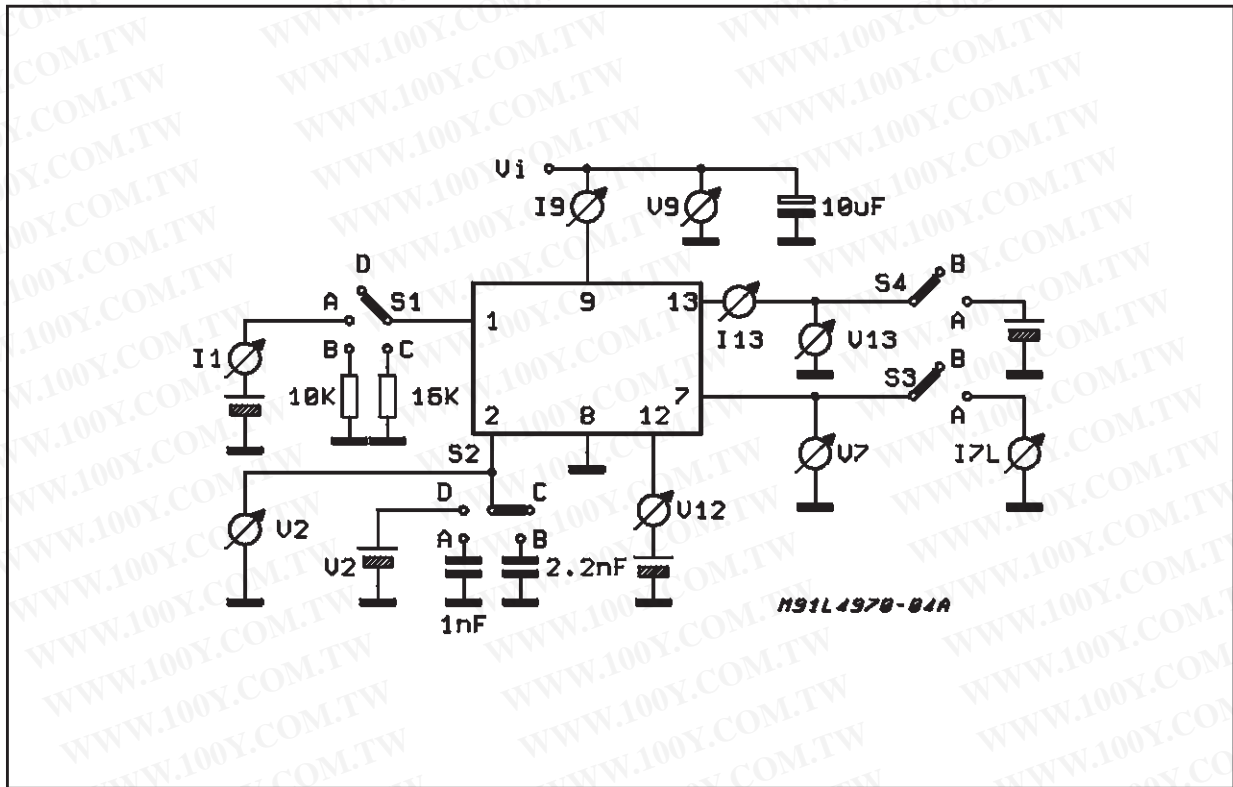 Vi
I9
V9
10uF
D
A
S1
B
C
I1
10K
15K
1
9
13
2
8
12
7
I13
V13
S4
B
A
S3
B
A
V7
I7L
S2
V2
D
C
A
B
V2
1nF
2.2nF
V12
M91L4970-04A
WWW.100Y.COM.TW